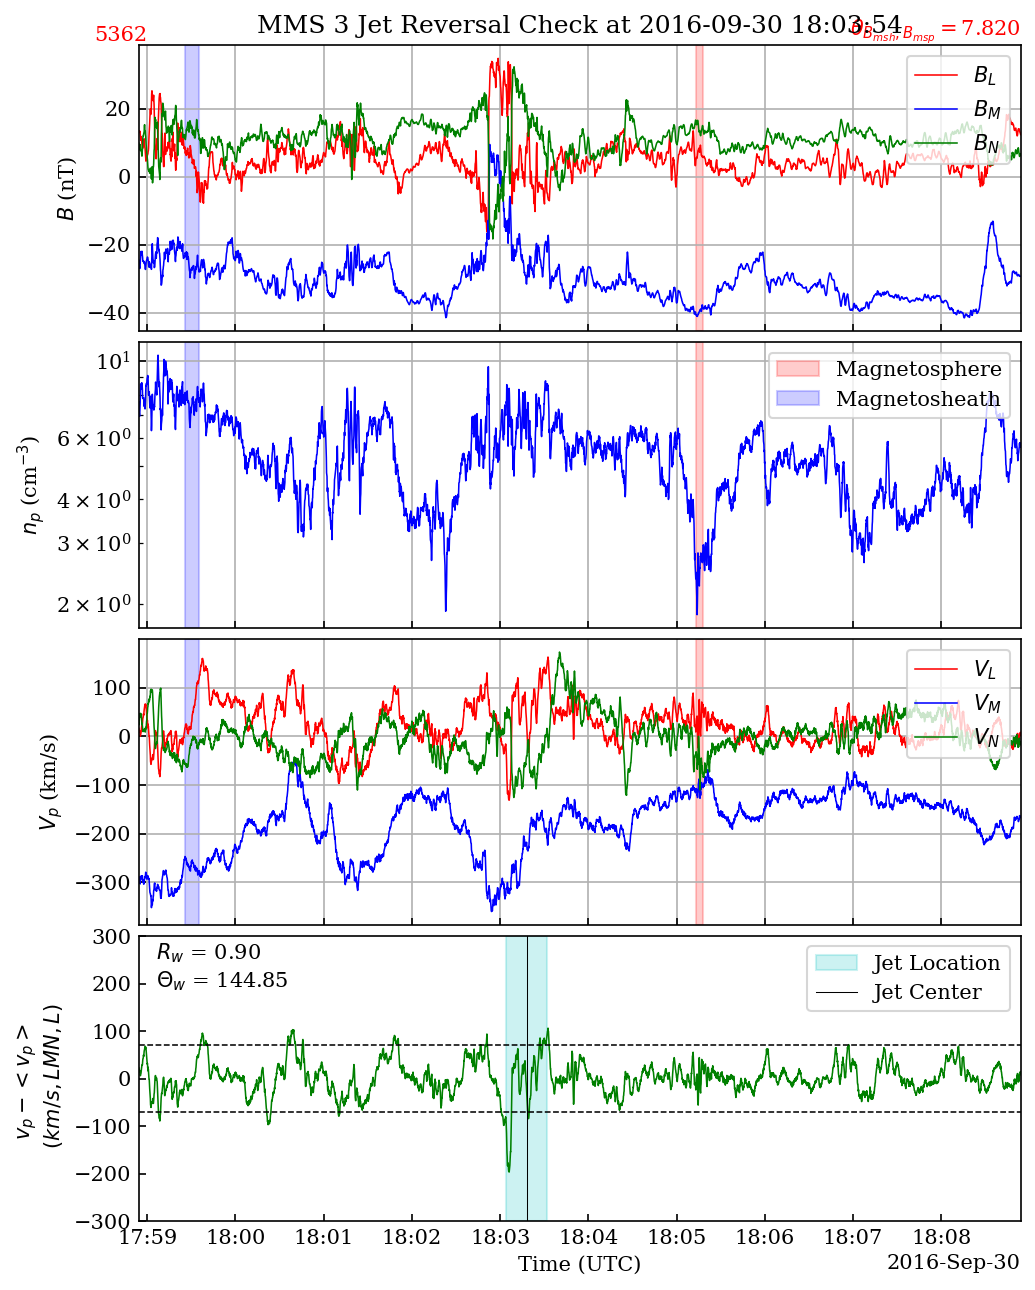 5362
MMS 3 Jet Reversal Check at 2016-09-30 18:03:54
θ_{B_{msh}, B_{msp}} = 7.820
B (nT)
20
0
−20
−40
B_L
B_M
B_N
n_p (cm^{−3})
10^1
6 × 10^0
4 × 10^0
3 × 10^0
2 × 10^0
Magnetosphere
Magnetosheath
V_p (km/s)
100
0
−100
−200
−300
V_L
V_M
V_N
v_p − < v_p >
(km/s, LMN, L)
300
200
100
0
−100
−200
−300
R_w = 0.90
Θ_w = 144.85
Jet Location
Jet Center
17:59 18:00 18:01 18:02 18:03 18:04 18:05 18:06 18:07 18:08
Time (UTC)
2016-Sep-30